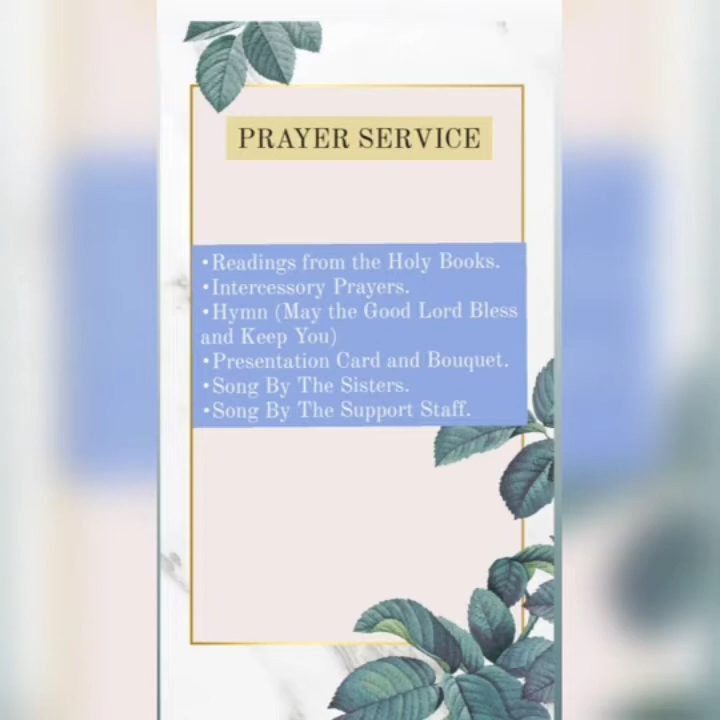 PRAYER SERVICE
•Readings from the Holy Books.
•Intercessory Prayers.
•Hymn (May the Good Lord Bless
and Keep You)
•Presentation Card and Bouquet.
•Song By The Sisters.
•Song By The Support Staff.